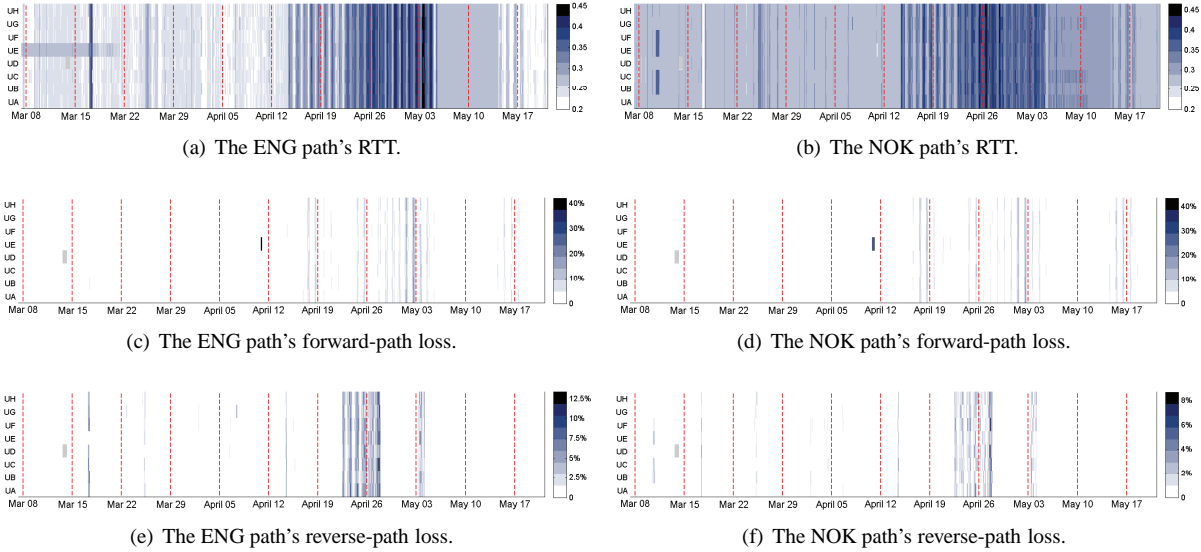 UH
UG
UF
UE
UD
UC
UB
UA
Mar 08 Mar 15 Mar 22 Mar 29 April 05 April 12 April 19 April 26 May 03 May 10 May 17
0.45
0.4
0.35
0.3
0.25
0.2
(a) The ENG path's RTT.
UH
UG
UF
UE
UD
UC
UB
UA
Mar 08 Mar 15 Mar 22 Mar 29 April 05 April 12 April 19 April 26 May 03 May 10 May 17
0.45
0.4
0.35
0.3
0.25
0.2
(b) The NOK path's RTT.
UH
UG
UF
UE
UD
UC
UB
UA
Mar 08 Mar 15 Mar 22 Mar 29 April 05 April 12 April 19 April 26 May 03 May 10 May 17
40%
30%
20%
10%
0
(c) The ENG path's forward-path loss.
UH
UG
UF
UE
UD
UC
UB
UA
Mar 08 Mar 15 Mar 22 Mar 29 April 05 April 12 April 19 April 26 May 03 May 10 May 17
40%
30%
20%
10%
0
(d) The NOK path's forward-path loss.
UH
UG
UF
UE
UD
UC
UB
UA
Mar 08 Mar 15 Mar 22 Mar 29 April 05 April 12 April 19 April 26 May 03 May 10 May 17
12.5%
10%
7.5%
5%
2.5%
0
(e) The ENG path's reverse-path loss.
UH
UG
UF
UE
UD
UC
UB
UA
Mar 08 Mar 15 Mar 22 Mar 29 April 05 April 12 April 19 April 26 May 03 May 10 May 17
8%
6%
4%
2%
0
(f) The NOK path's reverse-path loss.